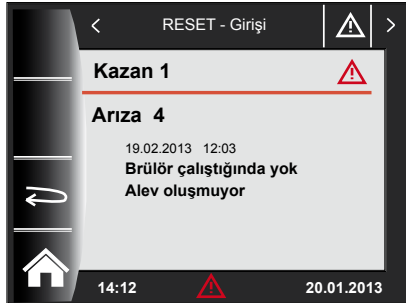 RESET - Girişi
Kazan 1
Arıza 4
19.02.2013 12:03
Brülör çalıştığında yok
Alev oluşmuyor
14:12 20.01.2013